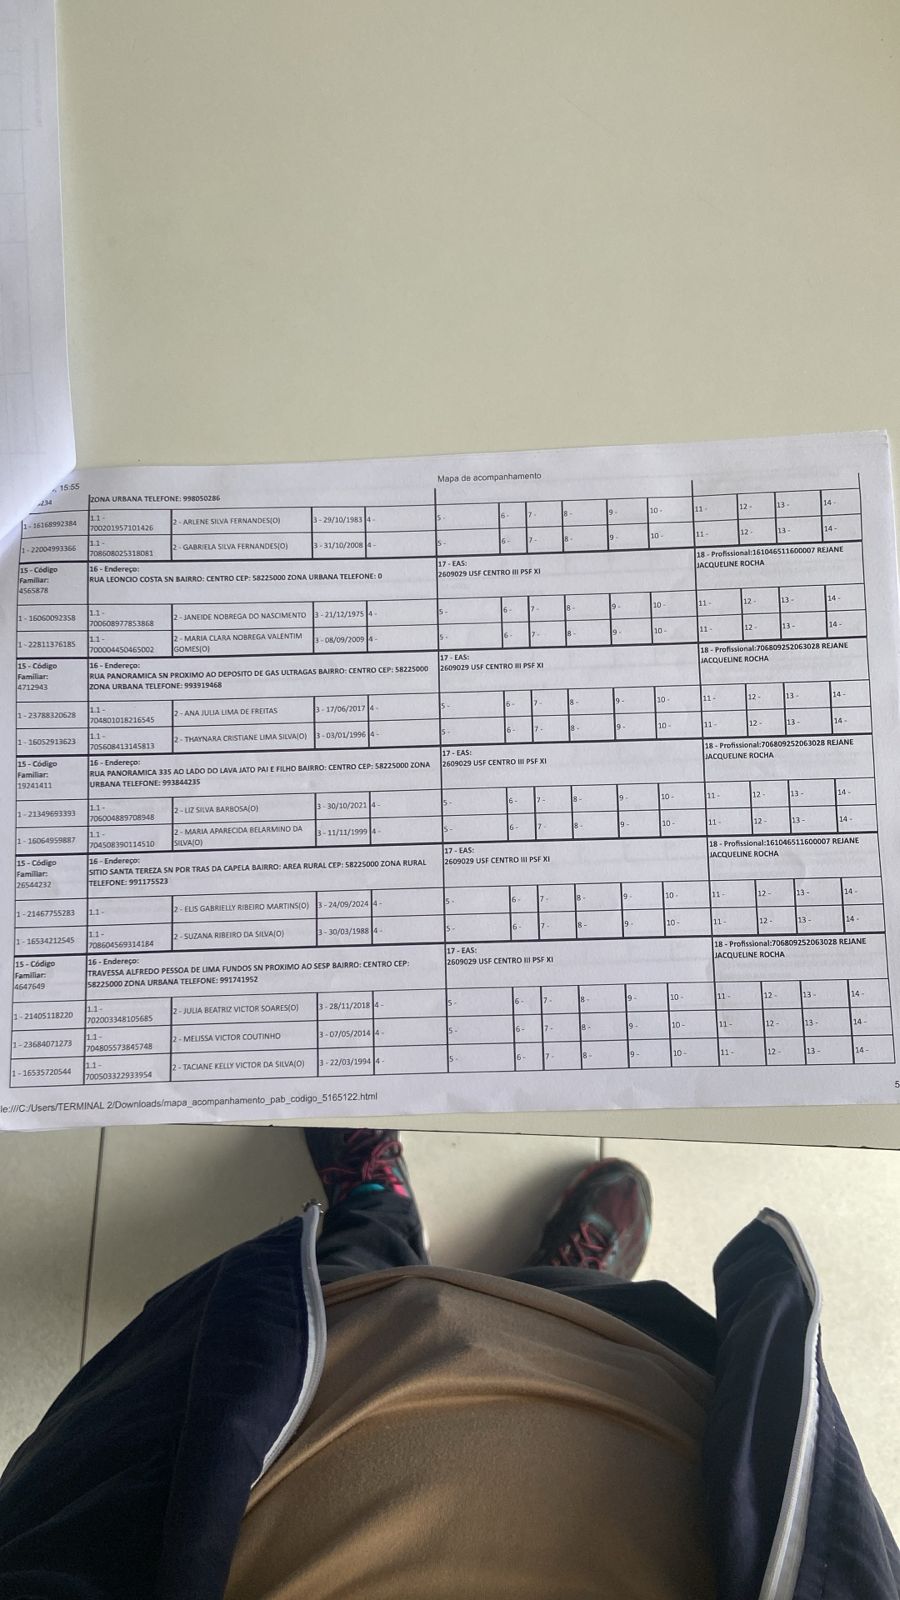 15:55
Mapa de acompanhamento
234
ZONA URBANA TELEFONE: 998050286
1 - 16168992384
1.1 -
700201957101426
2 - ARLENE SILVA FERNANDES(O)
3 - 29/10/1983
4 -
5 -
6 -
7 -
8 -
9 -
10 -
11 -
12 -
13 -
14 -
1 - 22004993366
1.1 -
708608025318081
2 - GABRIELA SILVA FERNANDES(O)
3 - 31/10/2008
4 -
5 -
6 -
7 -
8 -
9 -
10 -
11 -
12 -
13 -
14 -
15 - Código
Familiar:
4565878
16 - Endereço:
RUA LEONCIO COSTA SN BAIRRO: CENTRO CEP: 58225000 ZONA URBANA TELEFONE: 0
17 - EAS:
2609029 USF CENTRO III PSF XI
18 - Profissional:161046511600007 REJANE
JACQUELINE ROCHA
1 - 16060092358
1.1 -
700608977853868
2 - JANEIDE NOBREGA DO NASCIMENTO
3 - 21/12/1975
4 -
5 -
6 -
7 -
8 -
9 -
10 -
11 -
12 -
13 -
14 -
1 - 22811376185
1.1 -
700004450465002
2 - MARIA CLARA NOBREGA VALENTIM
GOMES(O)
3 - 08/09/2009
4 -
5 -
6 -
7 -
8 -
9 -
10 -
11 -
12 -
13 -
14 -
15 - Código
Familiar:
4712943
16 - Endereço:
RUA PANORAMICA SN PROXIMO AO DEPOSITO DE GAS ULTRAGAS BAIRRO: CENTRO CEP: 58225000
ZONA URBANA TELEFONE: 993919468
17 - EAS:
2609029 USF CENTRO III PSF XI
18 - Profissional:706809252063028 REJANE
JACQUELINE ROCHA
1 - 23788320628
1.1 -
704801018216545
2 - ANA JULIA LIMA DE FREITAS
3 - 17/06/2017
4 -
5 -
6 -
7 -
8 -
9 -
10 -
11 -
12 -
13 -
14 -
1 - 16052913623
1.1 -
705608413145813
2 - THAYNARA CRISTIANE LIMA SILVA(O)
3 - 03/01/1996
4 -
5 -
6 -
7 -
8 -
9 -
10 -
11 -
12 -
13 -
14 -
15 - Código
Familiar:
19241411
16 - Endereço:
RUA PANORAMICA 335 AO LADO DO LAVA JATO PAI E FILHO BAIRRO: CENTRO CEP: 58225000 ZONA
URBANA TELEFONE: 993844235
17 - EAS:
2609029 USF CENTRO III PSF XI
18 - Profissional:706809252063028 REJANE
JACQUELINE ROCHA
1 - 21349693393
1.1 -
706004889708948
2 - LIZ SILVA BARBOSA(O)
3 - 30/10/2021
4 -
5 -
6 -
7 -
8 -
9 -
10 -
11 -
12 -
13 -
14 -
1 - 16064959887
1.1 -
704508390114510
2 - MARIA APARECIDA BELARMINO DA
SILVA(O)
3 - 11/11/1999
4 -
5 -
6 -
7 -
8 -
9 -
10 -
11 -
12 -
13 -
14 -
15 - Código
Familiar:
26544232
16 - Endereço:
SITIO SANTA TEREZA SN POR TRAS DA CAPELA BAIRRO: AREA RURAL CEP: 58225000 ZONA RURAL
TELEFONE: 991175523
17 - EAS:
2609029 USF CENTRO III PSF XI
18 - Profissional:161046511600007 REJANE
JACQUELINE ROCHA
1 - 21467755283
1.1 -
2 - ELIS GABRIELLY RIBEIRO MARTINS(O)
3 - 24/09/2024
4 -
5 -
6 -
7 -
8 -
9 -
10 -
11 -
12 -
13 -
14 -
1 - 16534212545
1.1 -
708604569314184
2 - SUZANA RIBEIRO DA SILVA(O)
3 - 30/03/1988
4 -
5 -
6 -
7 -
8 -
9 -
10 -
11 -
12 -
13 -
14 -
15 - Código
Familiar:
4647649
16 - Endereço:
TRAVESSA ALFREDO PESSOA DE LIMA FUNDOS SN PROXIMO AO SESP BAIRRO: CENTRO CEP:
58225000 ZONA URBANA TELEFONE: 991741952
17 - EAS:
2609029 USF CENTRO III PSF XI
18 - Profissional:706809252063028 REJANE
JACQUELINE ROCHA
1 - 21405118220
1.1 -
702003348105685
2 - JULIA BEATRIZ VICTOR SOARES(O)
3 - 28/11/2018
4 -
5 -
6 -
7 -
8 -
9 -
10 -
11 -
12 -
13 -
14 -
1 - 23684071273
1.1 -
704805573845748
2 - MELISSA VICTOR COUTINHO
3 - 07/05/2014
4 -
5 -
6 -
7 -
8 -
9 -
10 -
11 -
12 -
13 -
14 -
1 - 16535720544
1.1 -
700503322933954
2 - TACIANE KELLY VICTOR DA SILVA(O)
3 - 22/03/1994
4 -
5 -
6 -
7 -
8 -
9 -
10 -
11 -
12 -
13 -
14 -
le:///C:/Users/TERMINAL 2/Downloads/mapa_acompanhamento_pab_codigo_5165122.html
5